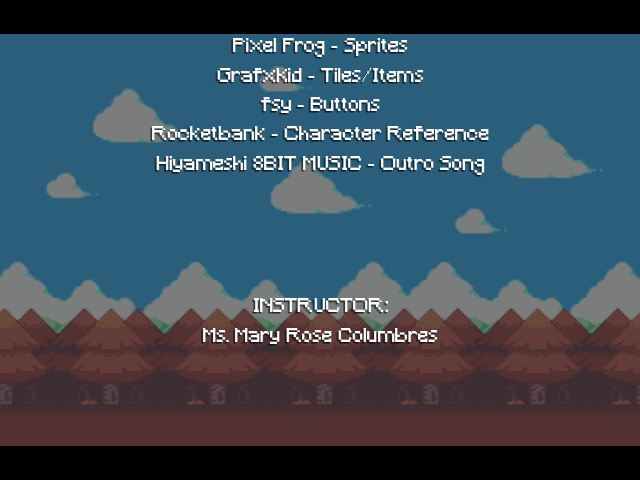 Pixel Frog - Sprites
GrafxKid - Tiles/Items
fsy - Buttons
Rocketbank - Character Reference
Hiyameshi 8BIT MUSIC - Outro Song
INSTRUCTOR:
Ms. Mary Rose Columbres